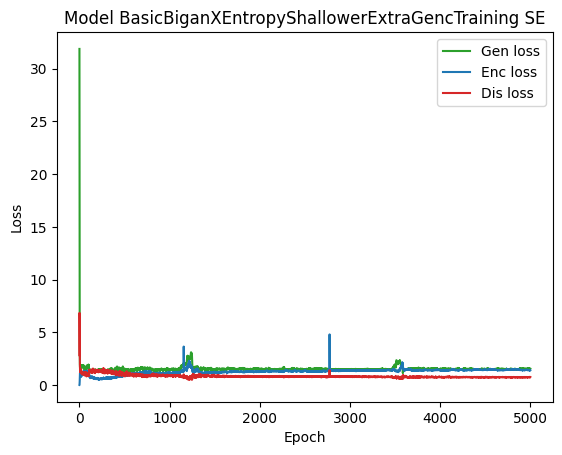 Model BasicBiganXEntropyShallowerExtraGencTraining SE
Gen loss
Enc loss
Dis loss
30
25
20
15
10
5
0
Loss
0 1000 2000 3000 4000 5000
Epoch